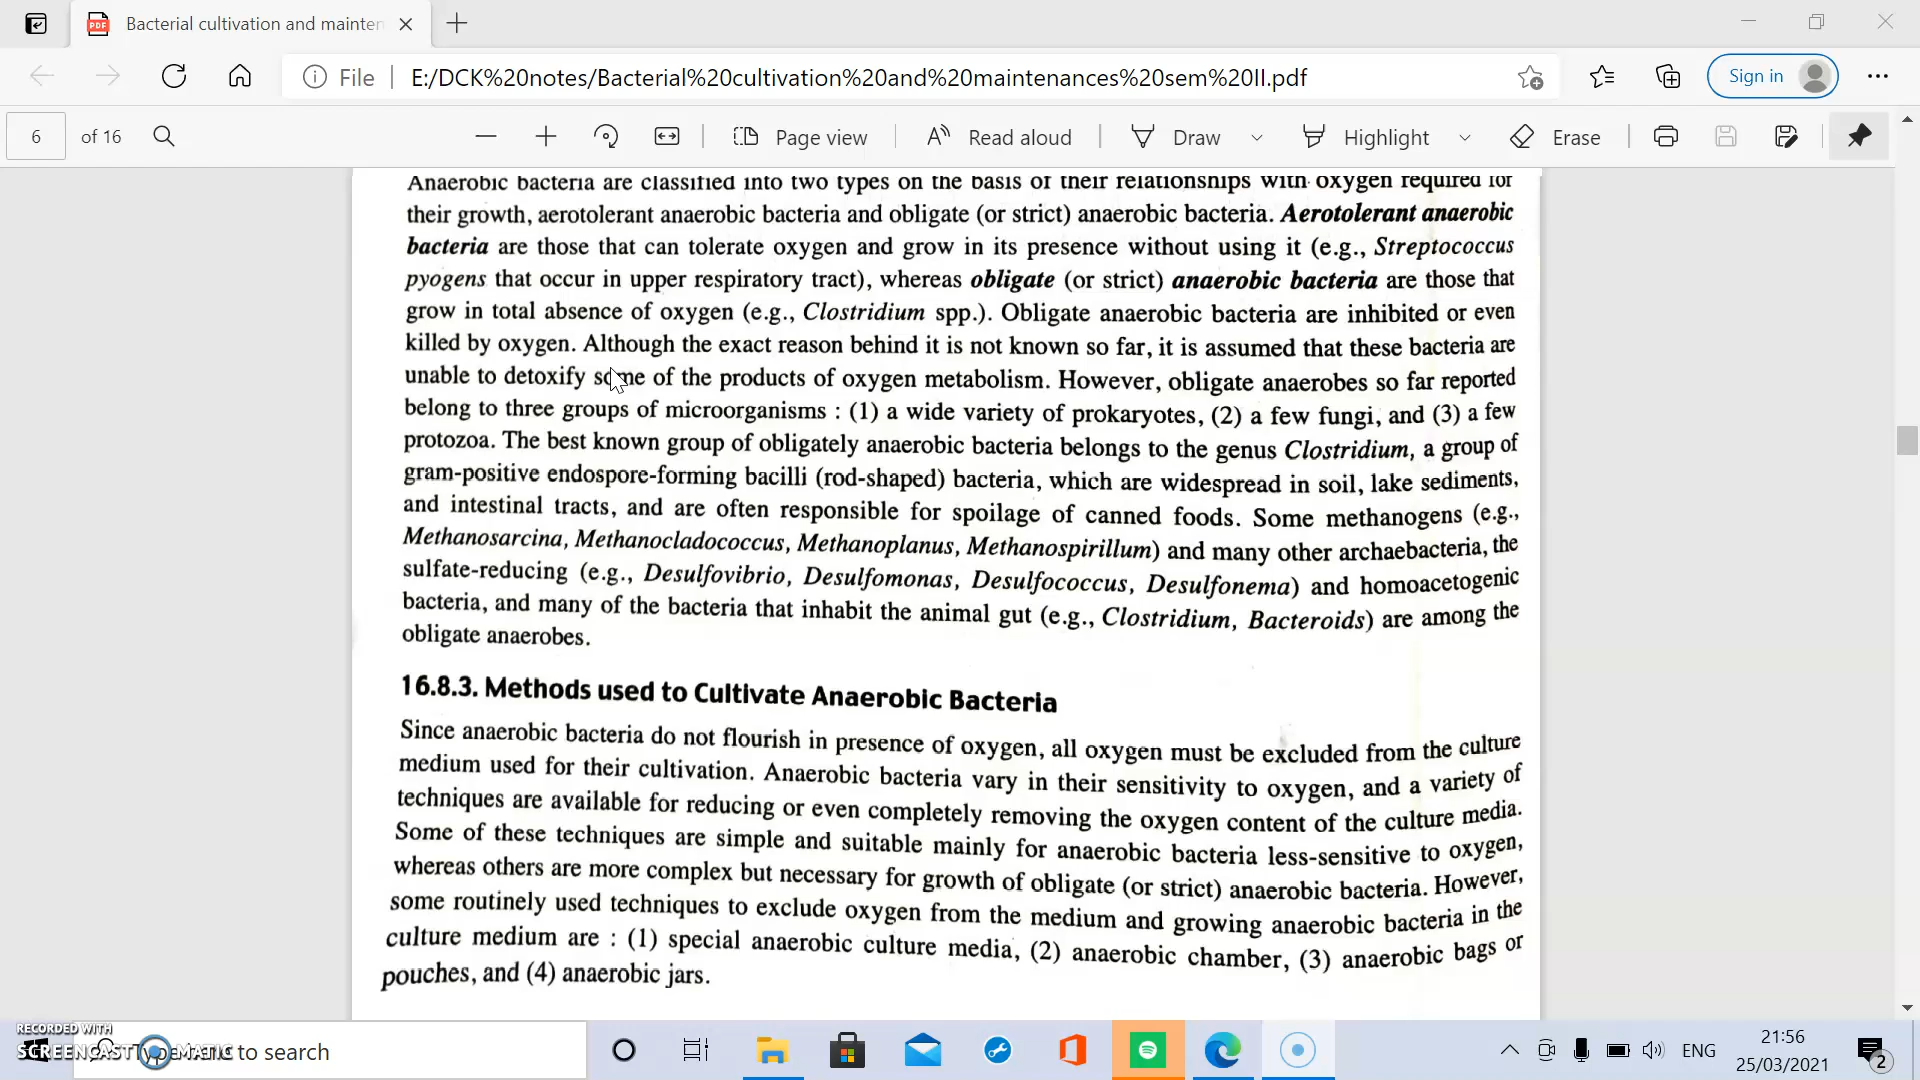 Bacterial cultivation and mainten
File
E:/DCK%20notes/Bacterial%20cultivation%20and%20maintenances%20sem%20II.pdf
Sign in
6 of 16
Page view
Read aloud
Draw
Highlight
Erase
Anaerobic bacteria are classified into two types on the basis of their relationships with oxygen required for
their growth, aerotolerant anaerobic bacteria and obligate (or strict) anaerobic bacteria. Aerotolerant anaerobic
bacteria are those that can tolerate oxygen and grow in its presence without using it (e.g., Streptococcus
pyogens that occur in upper respiratory tract), whereas obligate (or strict) anaerobic bacteria are those that
grow in total absence of oxygen (e.g., Clostridium spp.). Obligate anaerobic bacteria are inhibited or even
killed by oxygen. Although the exact reason behind it is not known so far, it is assumed that these bacteria are
unable to detoxify some of the products of oxygen metabolism. However, obligate anaerobes so far reported
belong to three groups of microorganisms : (1) a wide variety of prokaryotes, (2) a few fungi, and (3) a few
protozoa. The best known group of obligately anaerobic bacteria belongs to the genus Clostridium, a group of
gram-positive endospore-forming bacilli (rod-shaped) bacteria, which are widespread in soil, lake sediments,
and intestinal tracts, and are often responsible for spoilage of canned foods. Some methanogens (e.g.,
Methanosarcina, Methanocladococcus, Methanoplanus, Methanospirillum) and many other archaebacteria, the
sulfate-reducing (e.g., Desulfovibrio, Desulfomonas, Desulfococcus, Desulfonema) and homoacetogenic
bacteria, and many of the bacteria that inhabit the animal gut (e.g., Clostridium, Bacteroids) are among the
obligate anaerobes.
16.8.3. Methods used to Cultivate Anaerobic Bacteria
Since anaerobic bacteria do not flourish in presence of oxygen, all oxygen must be excluded from the culture
medium used for their cultivation. Anaerobic bacteria vary in their sensitivity to oxygen, and a variety of
techniques are available for reducing or even completely removing the oxygen content of the culture media.
Some of these techniques are simple and suitable mainly for anaerobic bacteria less-sensitive to oxygen,
whereas others are more complex but necessary for growth of obligate (or strict) anaerobic bacteria. However,
some routinely used techniques to exclude oxygen from the medium and growing anaerobic bacteria in the
culture medium are : (1) special anaerobic culture media, (2) anaerobic chamber, (3) anaerobic bags or
pouches, and (4) anaerobic jars.
RECORDED WITH
SCREENCAST MATIC
to search
ENG
21:56
25/03/2021
2